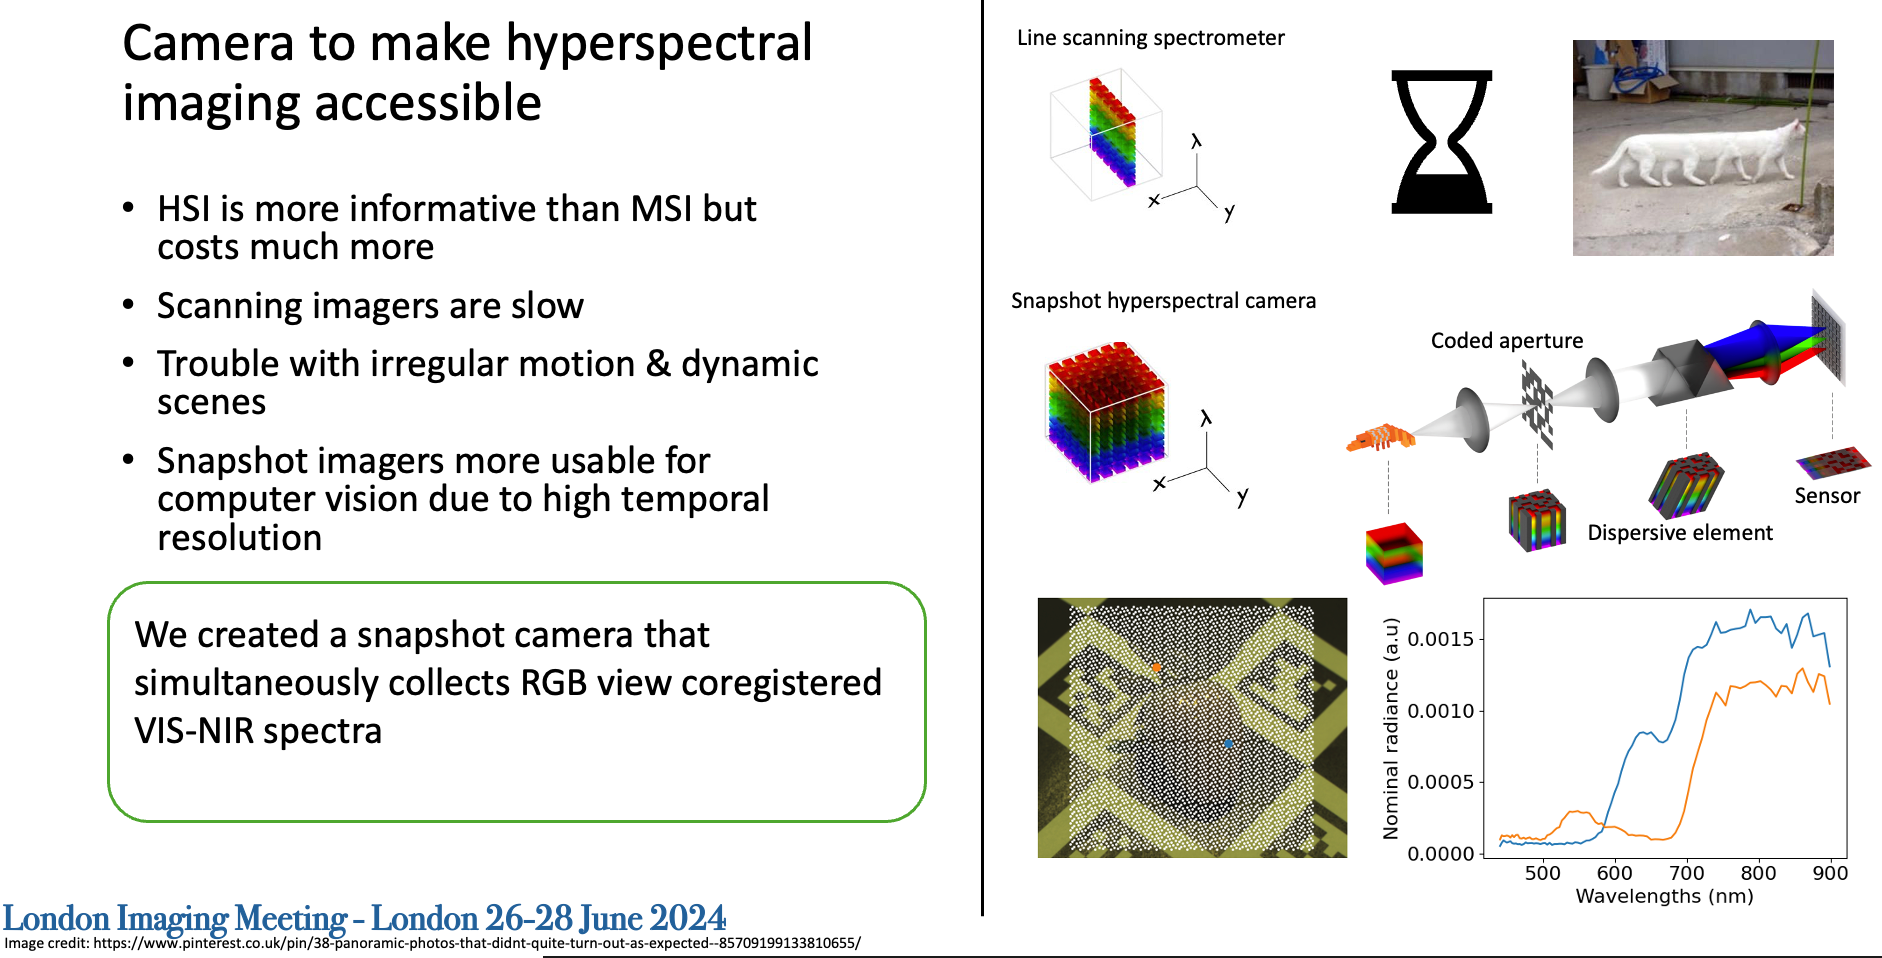 Camera to make hyperspectral
imaging accessible
• HSI is more informative than MSI but
costs much more
• Scanning imagers are slow
• Trouble with irregular motion & dynamic
scenes
• Snapshot imagers more usable for
computer vision due to high temporal
resolution
We created a snapshot camera that
simultaneously collects RGB view coregistered
VIS-NIR spectra
London Imaging Meeting - London 26-28 June 2024
Image credit: https://www.pinterest.co.uk/pin/38-panoramic-photos-that-didnt-quite-turn-out-as-expected--85709199133810655/
Line scanning spectrometer
λ
x
y
Snapshot hyperspectral camera
λ
x
y
Coded aperture
Sensor
Dispersive element
Nominal radiance (a.u)
0.0015
0.0010
0.0005
0.0000
500 600 700 800 900
Wavelengths (nm)